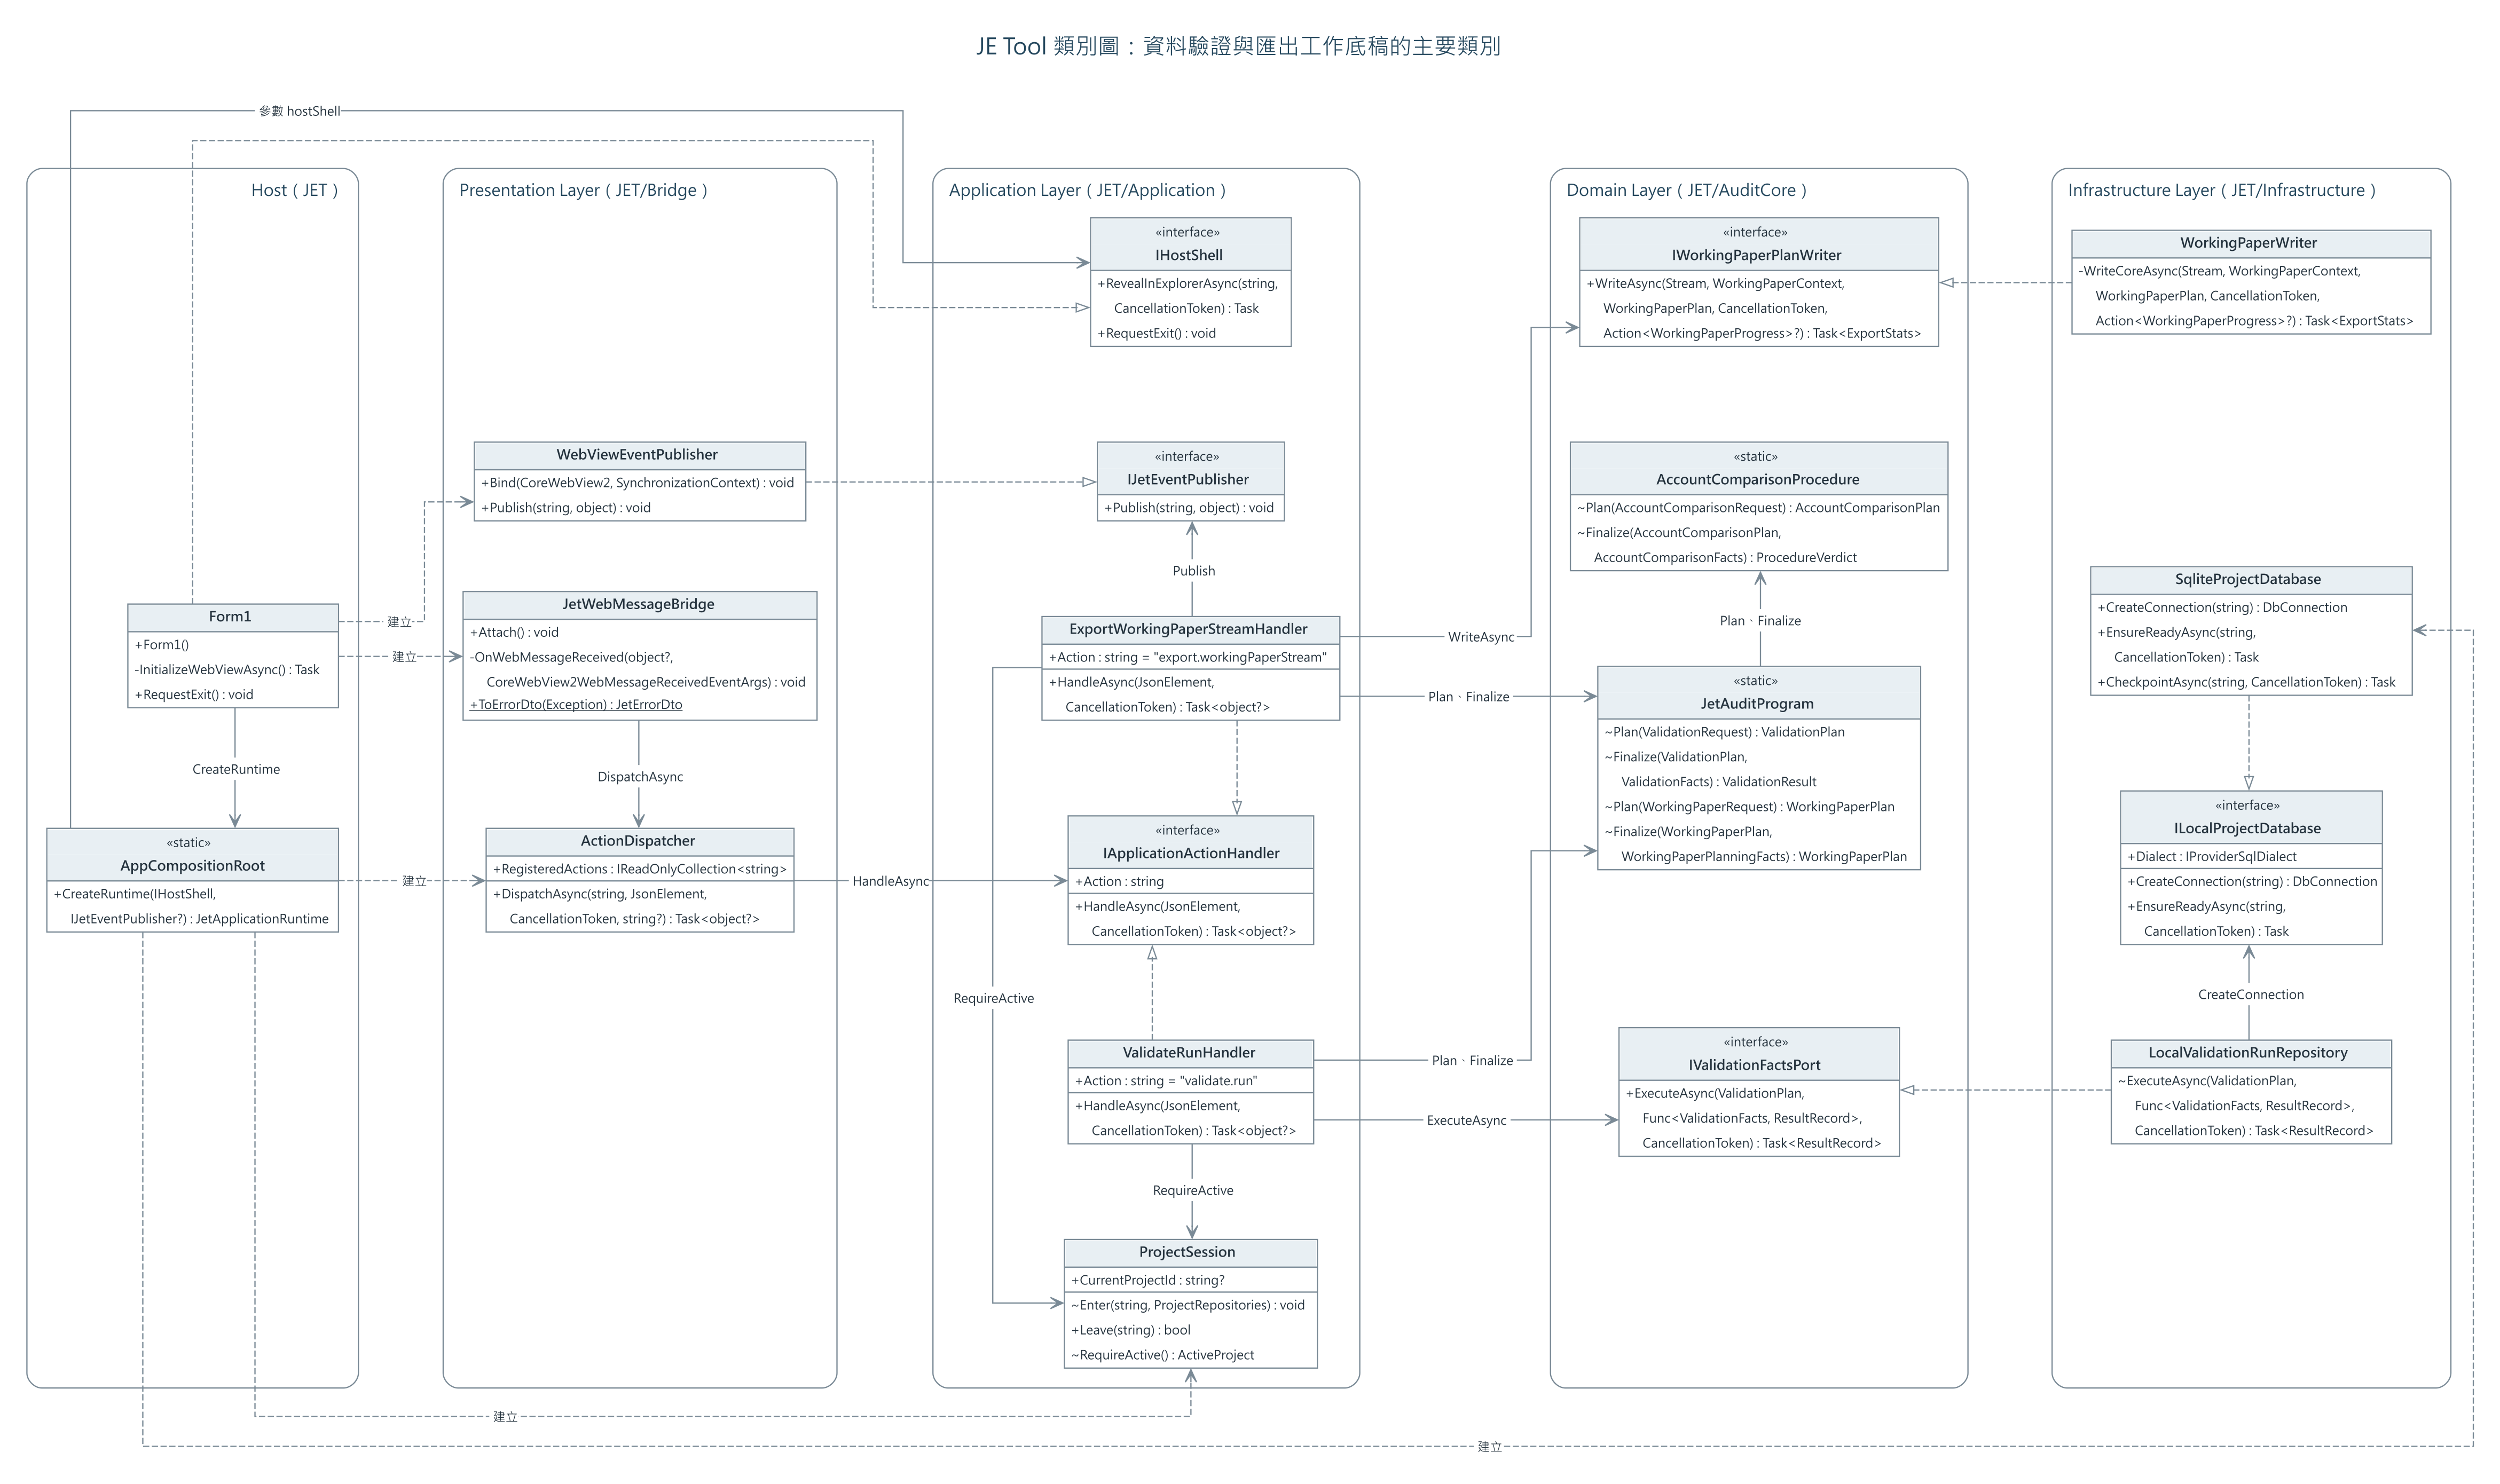 JE Tool 類別圖：資料驗證與匯出工作底稿的主要類別
參數 hostShell
Host（JET）
Form1
+Form1()
-InitializeWebViewAsync() : Task
+RequestExit() : void
建立
建立
CreateRuntime
«static»
AppCompositionRoot
+CreateRuntime(IHostShell,
IJetEventPublisher?) : JetApplicationRuntime
建立
Presentation Layer（JET/Bridge）
WebViewEventPublisher
+Bind(CoreWebView2, SynchronizationContext) : void
+Publish(string, object) : void
JetWebMessageBridge
+Attach() : void
-OnWebMessageReceived(object?,
CoreWebView2WebMessageReceivedEventArgs) : void
+ToErrorDto(Exception) : JetErrorDto
DispatchAsync
ActionDispatcher
+RegisteredActions : IReadOnlyCollection<string>
+DispatchAsync(string, JsonElement,
CancellationToken, string?) : Task<object?>
HandleAsync
Application Layer（JET/Application）
«interface»
IHostShell
+RevealInExplorerAsync(string,
CancellationToken) : Task
+RequestExit() : void
«interface»
IJetEventPublisher
+Publish(string, object) : void
Publish
ExportWorkingPaperStreamHandler
+Action : string = "export.workingPaperStream"
+HandleAsync(JsonElement,
CancellationToken) : Task<object?>
«interface»
IApplicationActionHandler
+Action : string
+HandleAsync(JsonElement,
CancellationToken) : Task<object?>
RequireActive
ValidateRunHandler
+Action : string = "validate.run"
+HandleAsync(JsonElement,
CancellationToken) : Task<object?>
RequireActive
ProjectSession
+CurrentProjectId : string?
~Enter(string, ProjectRepositories) : void
+Leave(string) : bool
~RequireActive() : ActiveProject
WriteAsync
Plan、Finalize
Plan、Finalize
ExecuteAsync
Domain Layer（JET/AuditCore）
«interface»
IWorkingPaperPlanWriter
+WriteAsync(Stream, WorkingPaperContext,
WorkingPaperPlan, CancellationToken,
Action<WorkingPaperProgress>?) : Task<ExportStats>
«static»
AccountComparisonProcedure
~Plan(AccountComparisonRequest) : AccountComparisonPlan
~Finalize(AccountComparisonPlan,
AccountComparisonFacts) : ProcedureVerdict
Plan、Finalize
«static»
JetAuditProgram
~Plan(ValidationRequest) : ValidationPlan
~Finalize(ValidationPlan,
ValidationFacts) : ValidationResult
~Plan(WorkingPaperRequest) : WorkingPaperPlan
~Finalize(WorkingPaperPlan,
WorkingPaperPlanningFacts) : WorkingPaperPlan
«interface»
IValidationFactsPort
+ExecuteAsync(ValidationPlan,
Func<ValidationFacts, ResultRecord>,
CancellationToken) : Task<ResultRecord>
Infrastructure Layer（JET/Infrastructure）
WorkingPaperWriter
-WriteCoreAsync(Stream, WorkingPaperContext,
WorkingPaperPlan, CancellationToken,
Action<WorkingPaperProgress>?) : Task<ExportStats>
SqliteProjectDatabase
+CreateConnection(string) : DbConnection
+EnsureReadyAsync(string,
CancellationToken) : Task
+CheckpointAsync(string, CancellationToken) : Task
«interface»
ILocalProjectDatabase
+Dialect : IProviderSqlDialect
+CreateConnection(string) : DbConnection
+EnsureReadyAsync(string,
CancellationToken) : Task
CreateConnection
LocalValidationRunRepository
~ExecuteAsync(ValidationPlan,
Func<ValidationFacts, ResultRecord>,
CancellationToken) : Task<ResultRecord>
建立
建立